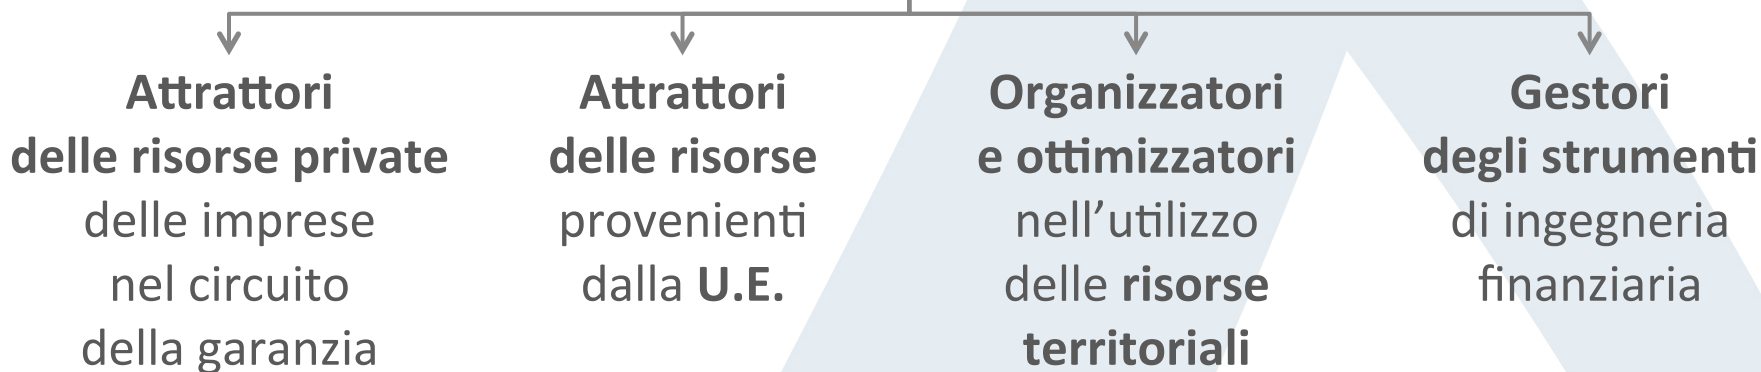 Attrattori
delle risorse private
delle imprese
nel circuito
della garanzia
Attrattori
delle risorse
provenienti
dalla U.E.
Organizzatori
e ottimizzatori
nell’utilizzo
delle risorse
territoriali
Gestori
degli strumenti
di ingegneria
finanziaria